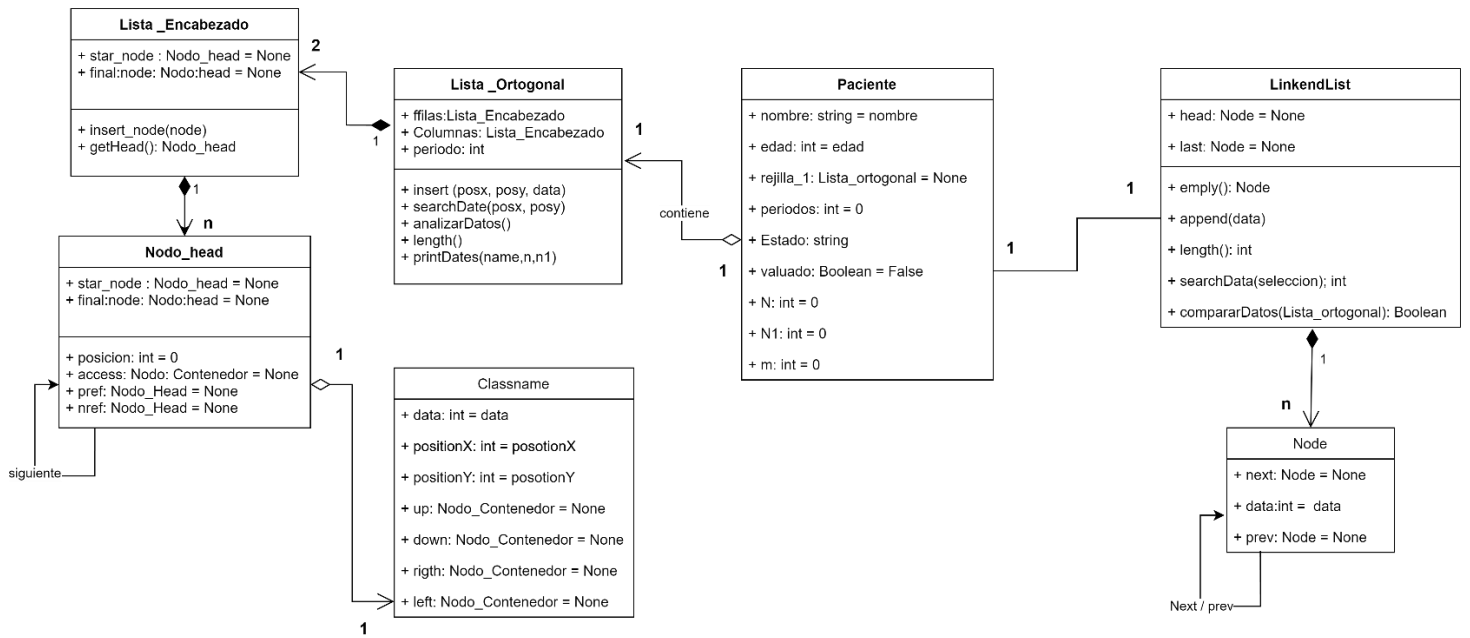 Lista _Encabezado
+ star_node : Nodo_head = None
+ final:node: Nodo:head = None
+ insert_node(node)
+ getHead(): Nodo_head
2
1
1
n
Nodo_head
+ star_node : Nodo_head = None
+ final:node: Nodo:head = None
+ posicion: int = 0
+ access: Nodo: Contenedor = None
+ pref: Nodo_Head = None
+ nref: Nodo_Head = None
siguiente
1
1
Lista _Ortogonal
+ ffilas:Lista_Encabezado
+ Columnas: Lista_Encabezado
+ periodo: int
+ insert (posx, posy, data)
+ searchDate(posx, posy)
+ analizarDatos()
+ length()
+ printDates(name,n,n1)
1
contiene
1
Classname
+ data: int = data
+ positionX: int = posotionX
+ positionY: int = posotionY
+ up: Nodo_Contenedor = None
+ down: Nodo_Contenedor = None
+ rigth: Nodo_Contenedor = None
+ left: Nodo_Contenedor = None
Paciente
+ nombre: string = nombre
+ edad: int = edad
+ rejilla_1: Lista_ortogonal = None
+ periodos: int = 0
+ Estado: string
+ valuado: Boolean = False
+ N: int = 0
+ N1: int = 0
+ m: int = 0
1
1
LinkendList
+ head: Node = None
+ last: Node = None
+ emply(): Node
+ append(data)
+ length(): int
+ searchData(seleccion); int
+ compararDatos(Lista_ortogonal): Boolean
1
n
Node
+ next: Node = None
+ data:int =  data
+ prev: Node = None
Next / prev